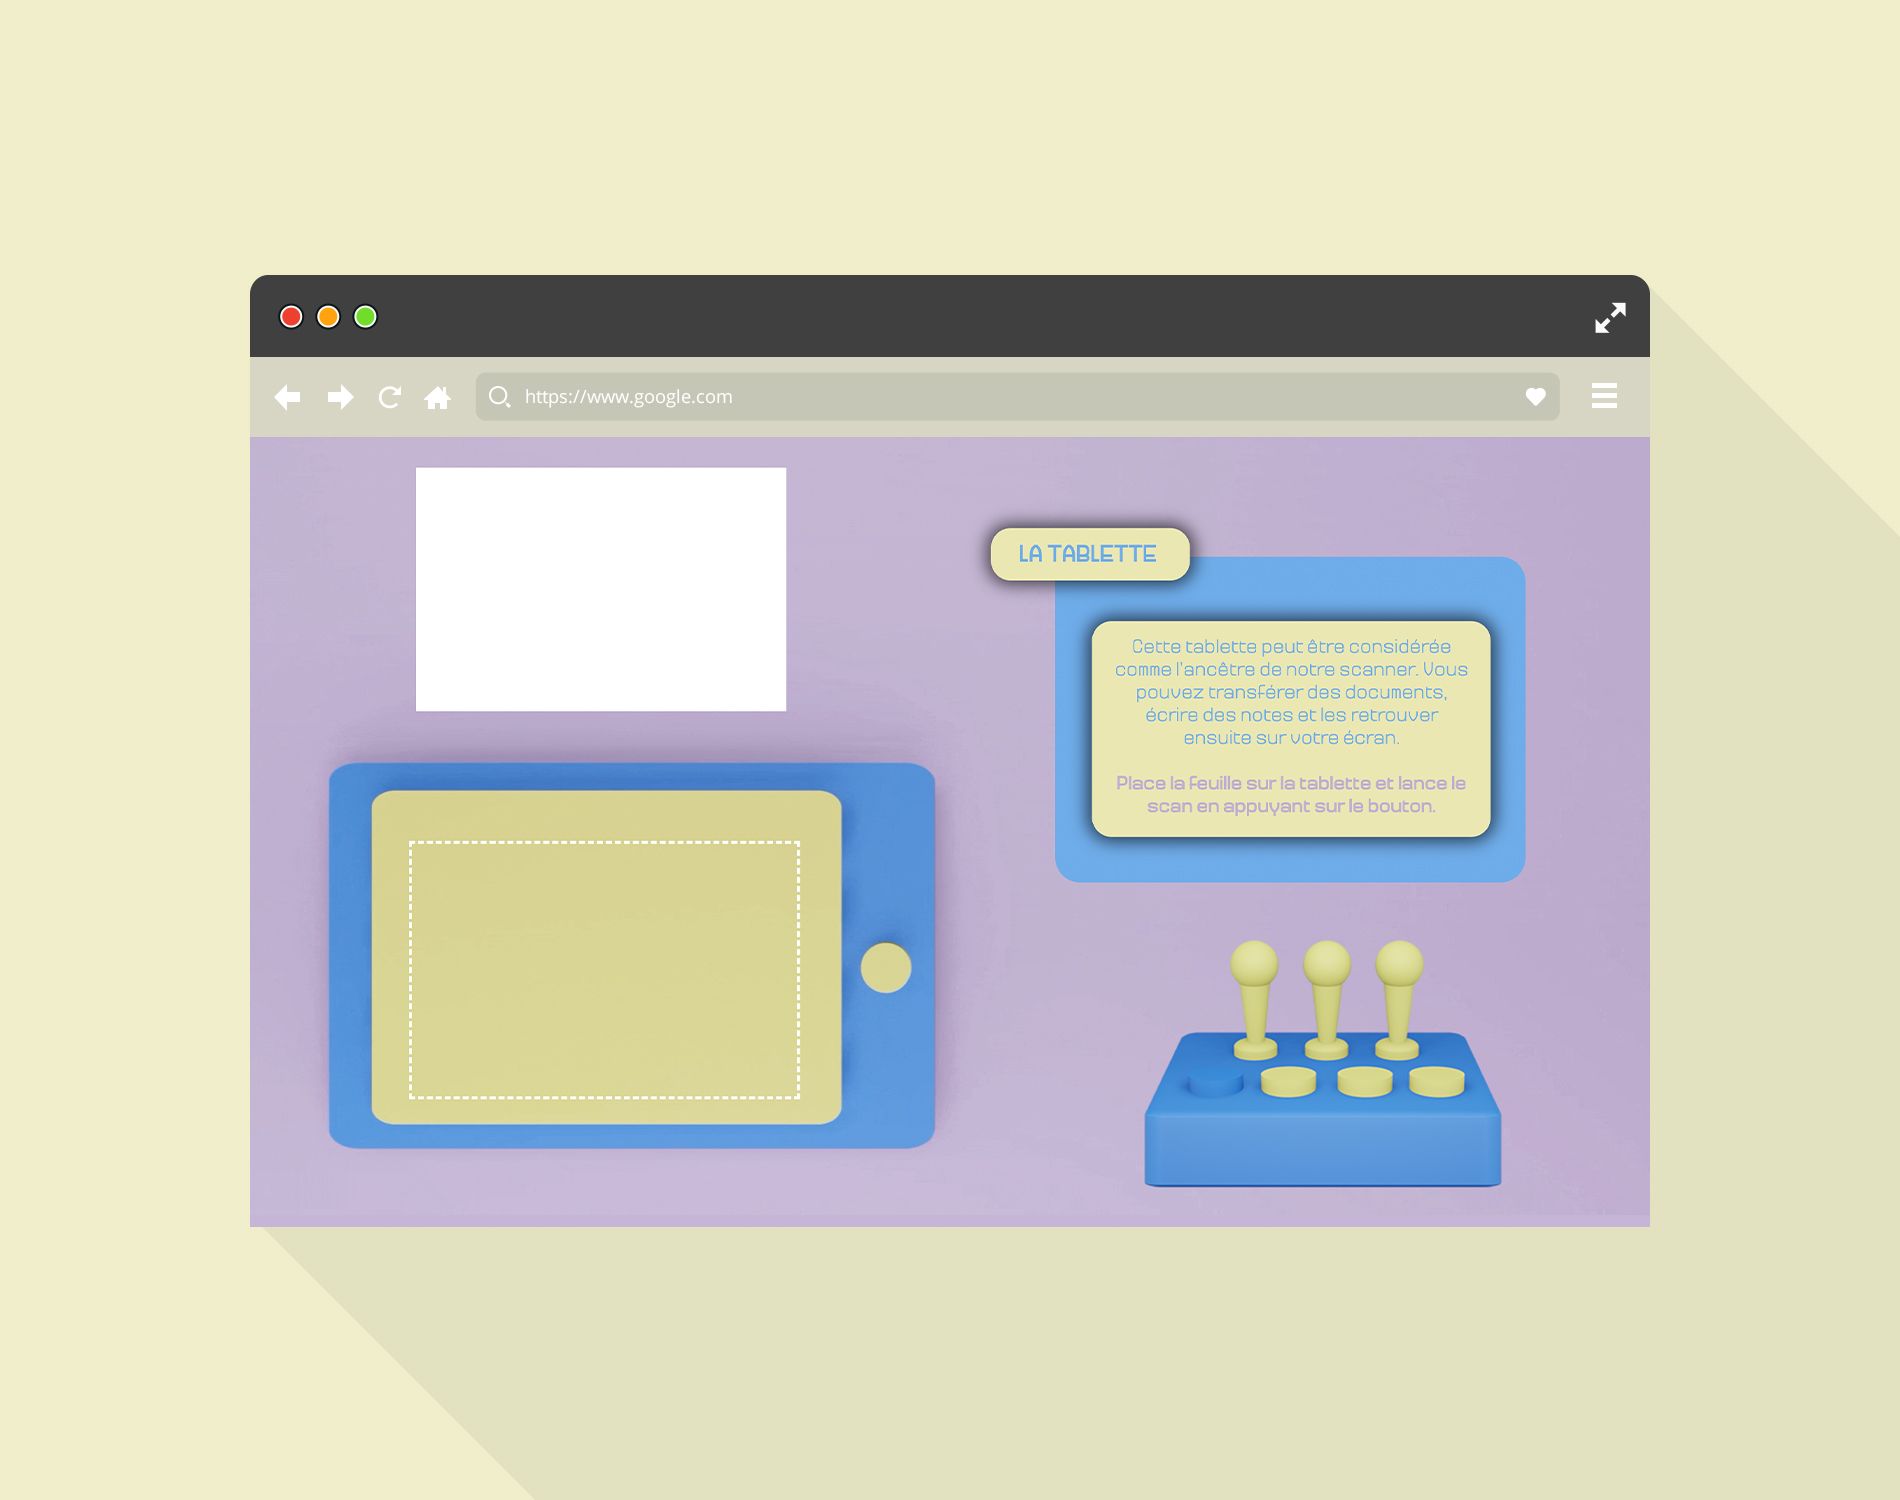 https://www.google.com
LA TABLETTE
Cette tablette peut être considérée
comme l'ancêtre de notre scanner. Vous
pouvez transférer des documents,
écrire des notes et les retrouver
ensuite sur votre écran.
Place la feuille sur la tablette et lance le
scan en appuyant sur le bouton.